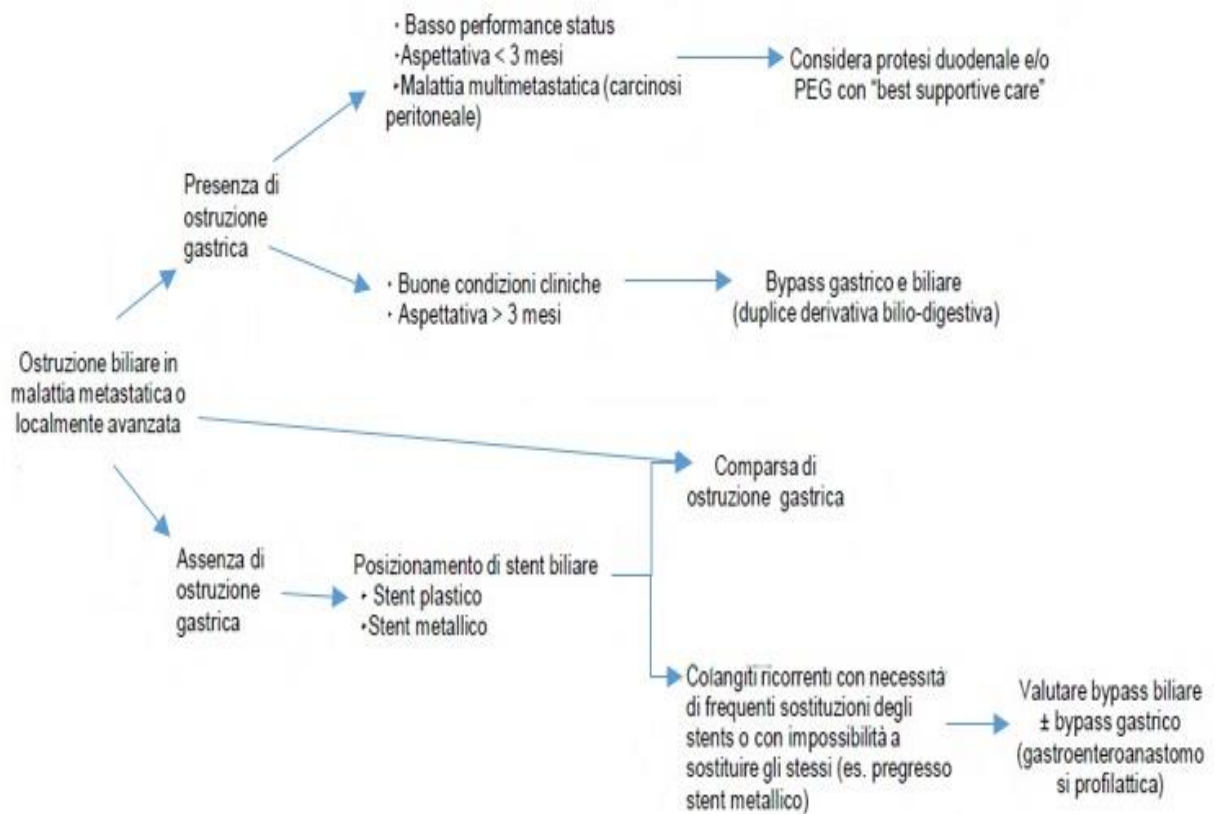 · Basso performance status
·Aspettativa < 3 mesi
·Malattia multimetastatica (carcinosi
peritoneale)
Considera protesi duodenale e/o
PEG con "best supportive care"
Presenza di
ostruzione
gastrica
· Buone condizioni cliniche
· Aspettativa > 3 mesi
Bypass gastrico e biliare
(duplice derivativa bilio-digestiva)
Ostruzione biliare in
malattia metastatica o
localmente avanzata
Comparsa di
ostruzione gastrica
Assenza di
ostruzione
gastrica
Posizionamento di stent biliare
· Stent plastico
·Stent metallico
Colangiti ricorrenti con necessità
di frequenti sostituzioni degli
stents o con impossibilità a
sostituire gli stessi (es. pregresso
stent metallico)
Valutare bypass biliare
± bypass gastrico
(gastroenteroanastomo
si profilattica)